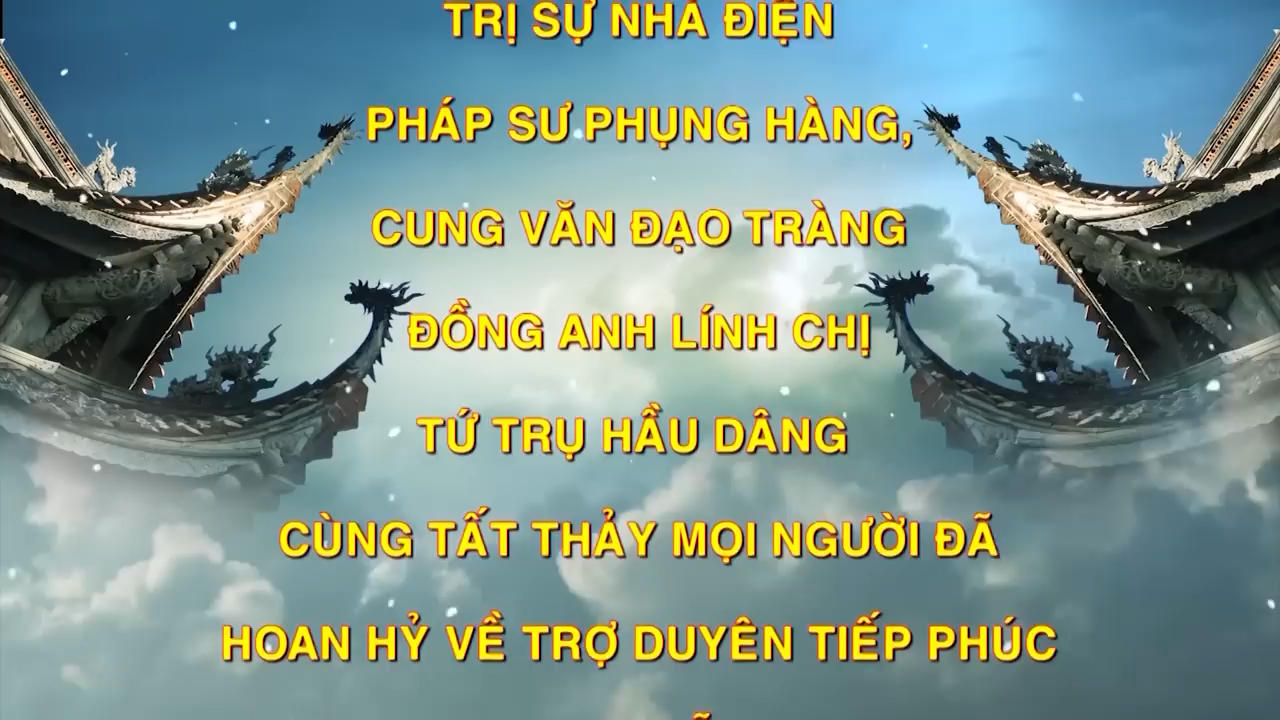 TRỊ SỰ NHÀ ĐIỆN
PHÁP SƯ PHỤNG HÀNG,
CUNG VĂN ĐẠO TRÀNG
ĐỒNG ANH LÍNH CHỊ
TỨ TRỤ HẦU DÂNG
CÙNG TẤT THẢY MỌI NGƯỜI ĐÃ
HOAN HỶ VỀ TRỢ DUYÊN TIẾP PHÚC